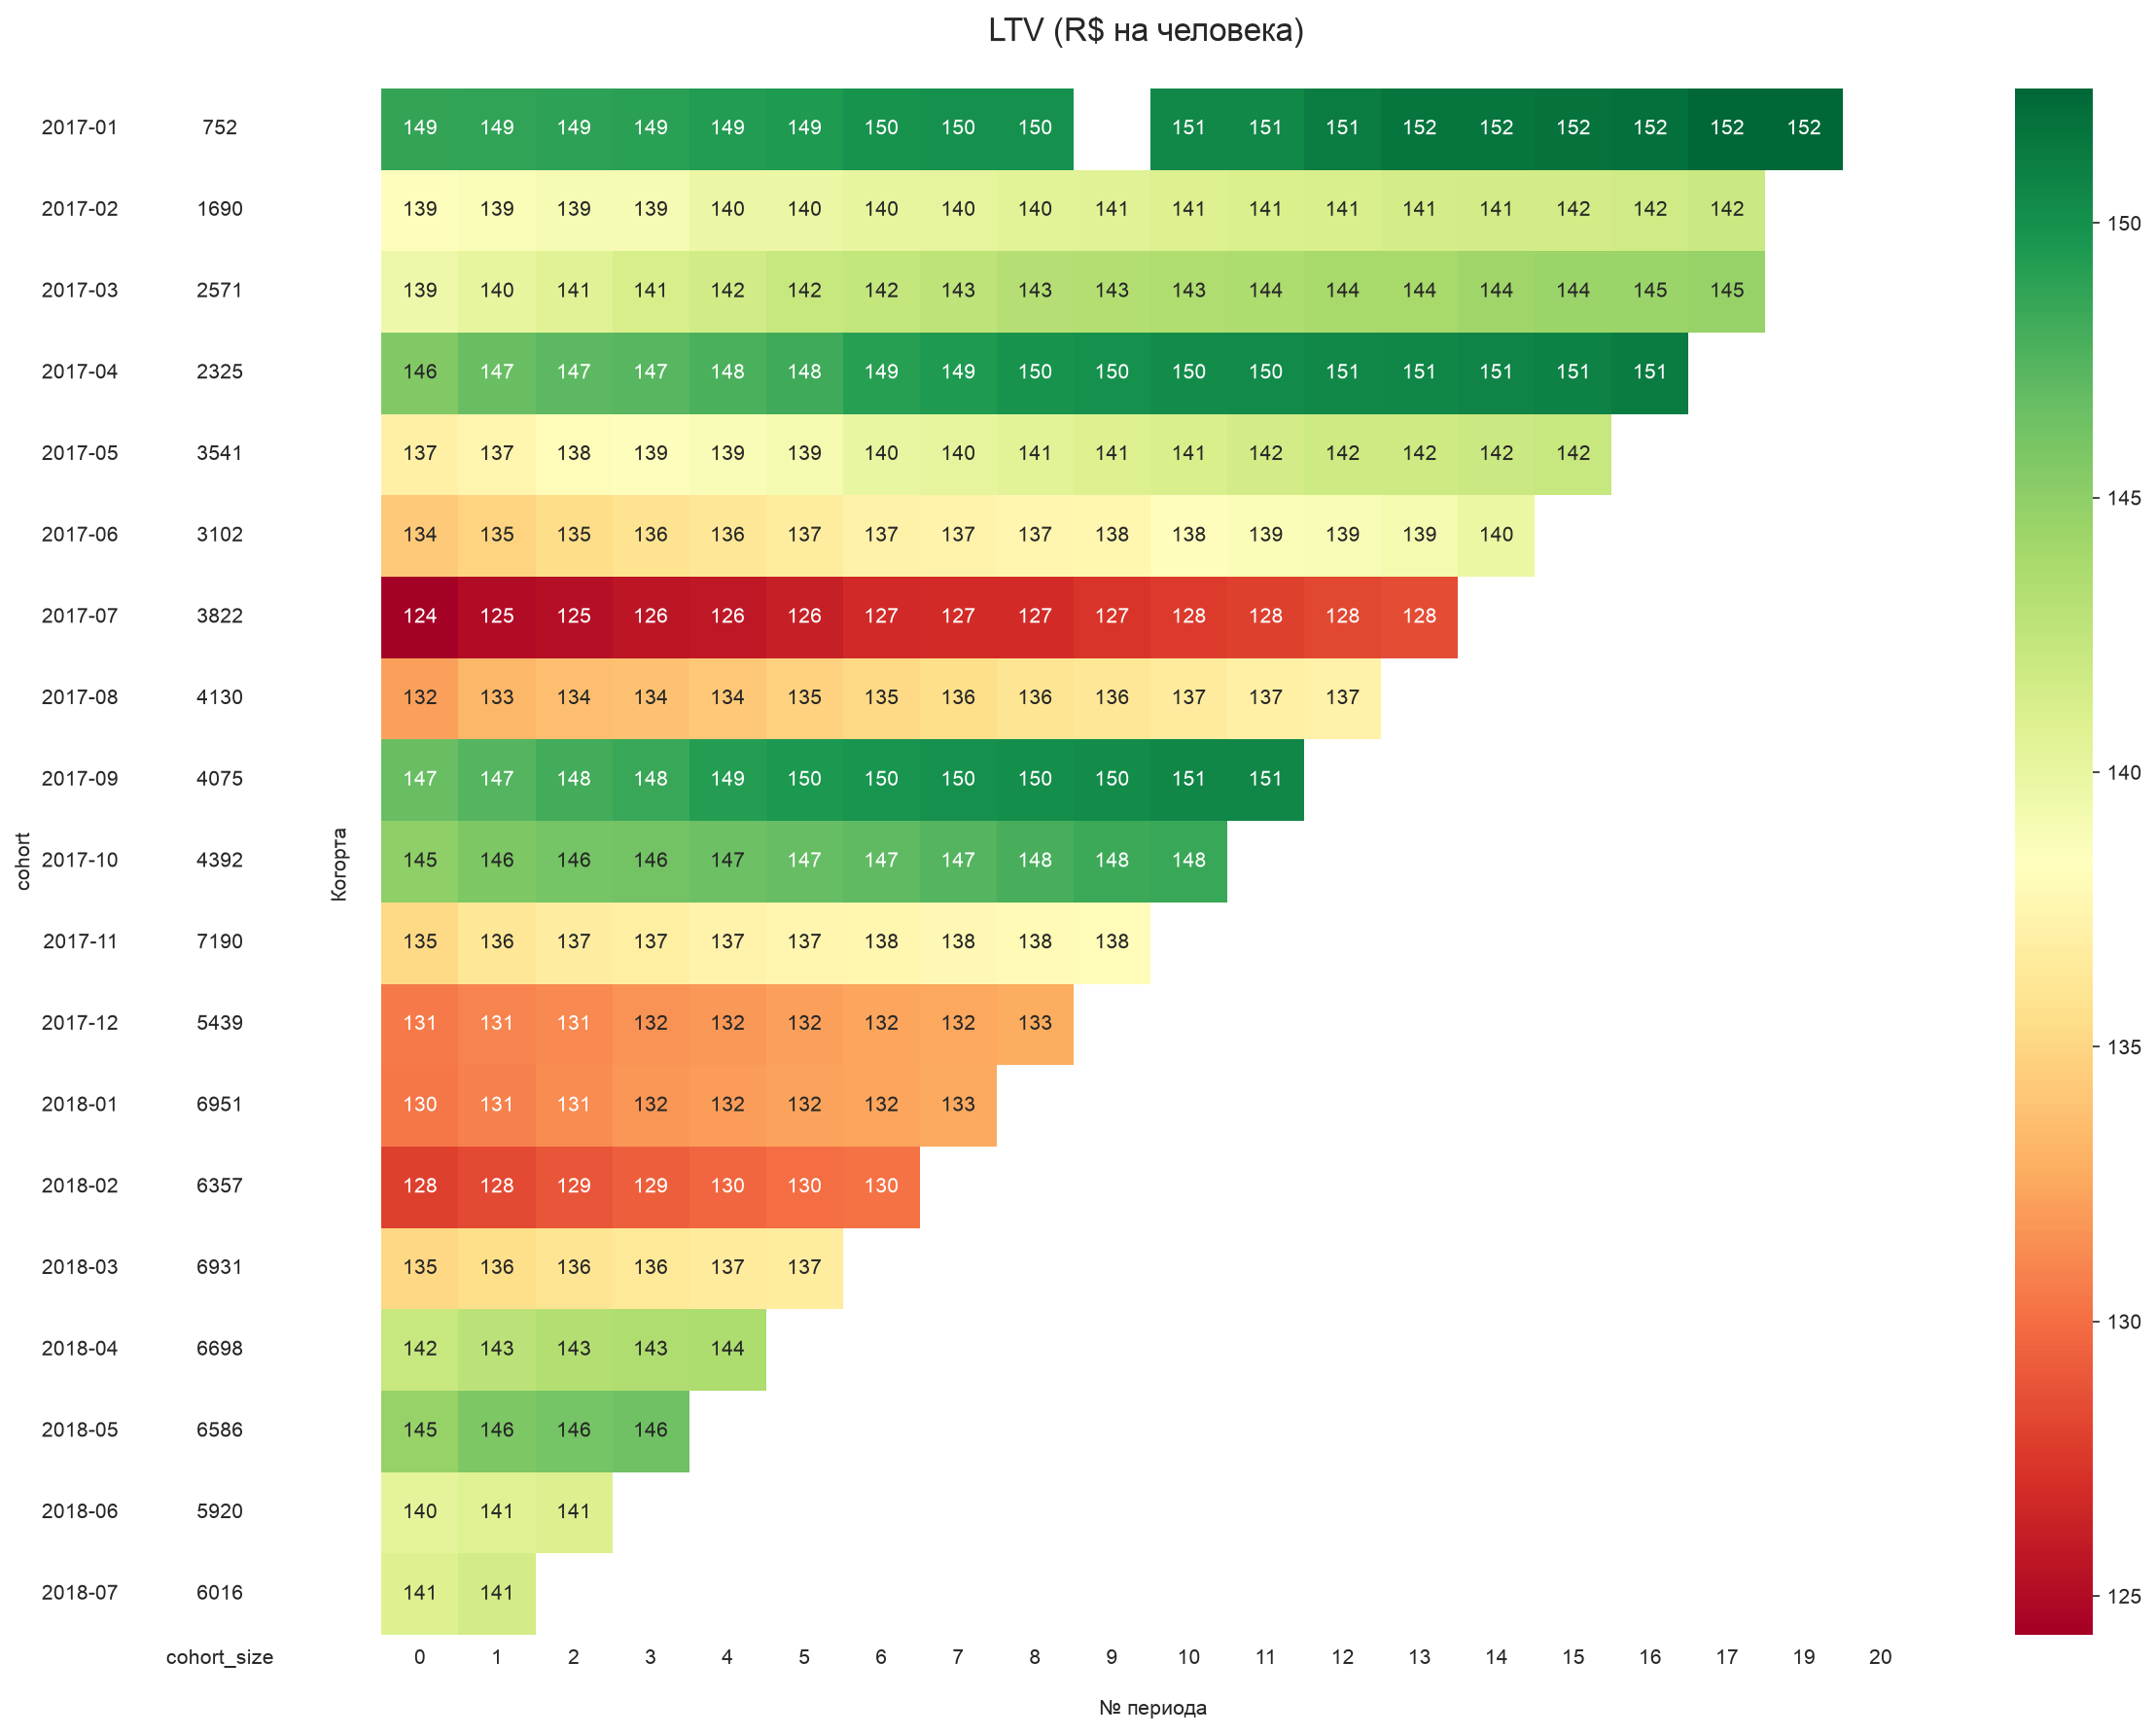 LTV (R$ на человека)
2017-01 752 149 149 149 149 149 149 150 150 150 151 151 151 152 152 152 152 152 152
2017-02 1690 139 139 139 139 140 140 140 140 140 141 141 141 141 141 141 142 142 142
2017-03 2571 139 140 141 141 142 142 142 143 143 143 143 144 144 144 144 144 145 145
2017-04 2325 146 147 147 147 148 148 149 149 150 150 150 150 151 151 151 151 151
2017-05 3541 137 137 138 139 139 139 140 140 141 141 141 142 142 142 142 142
2017-06 3102 134 135 135 136 136 137 137 137 137 138 138 139 139 139 140
2017-07 3822 124 125 125 126 126 126 127 127 127 127 128 128 128 128
2017-08 4130 132 133 134 134 134 135 135 136 136 136 137 137 137
2017-09 4075 147 147 148 148 149 150 150 150 150 150 151 151
2017-10 4392 145 146 146 146 147 147 147 147 148 148 148
2017-11 7190 135 136 137 137 137 137 138 138 138 138
2017-12 5439 131 131 131 132 132 132 132 132 133
2018-01 6951 130 131 131 132 132 132 132 133
2018-02 6357 128 128 129 129 130 130 130
2018-03 6931 135 136 136 136 137 137
2018-04 6698 142 143 143 143 144
2018-05 6586 145 146 146 146
2018-06 5920 140 141 141
2018-07 6016 141 141
cohort_size 0 1 2 3 4 5 6 7 8 9 10 11 12 13 14 15 16 17 19 20
№ периода
cohort
Когорта
150
145
140
135
130
125